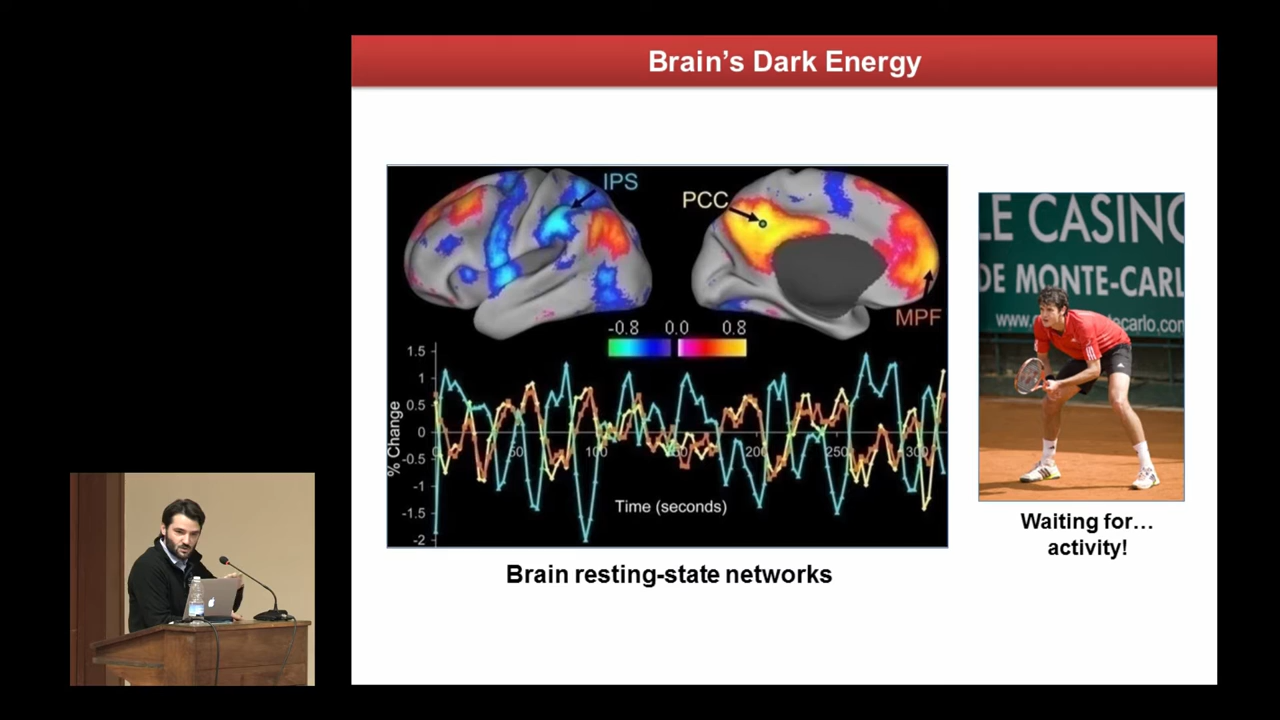 Brain's Dark Energy
IPS
PCC
MPF
-0.8 0.0 0.8
1.5
1
0.5
0
-0.5
-1
-1.5
-2
% Change
50
100
200
250
300
Time (seconds)
Brain resting-state networks
LE CASINO
DE MONTE-CARL
Waiting for…
activity!